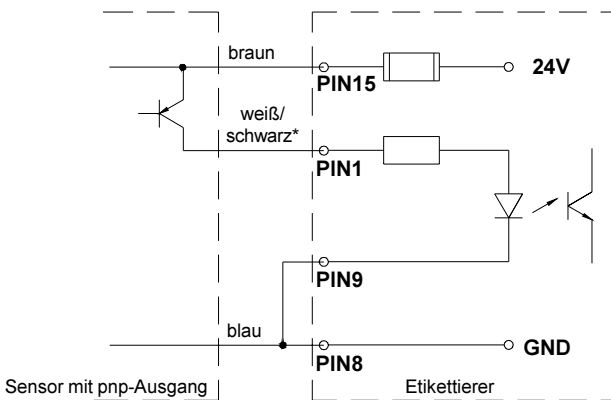 braun
24V
PIN15
weiß/
schwarz*
PIN1
PIN9
blau
PIN8
GND
Sensor mit pnp-Ausgang
Etikettierer